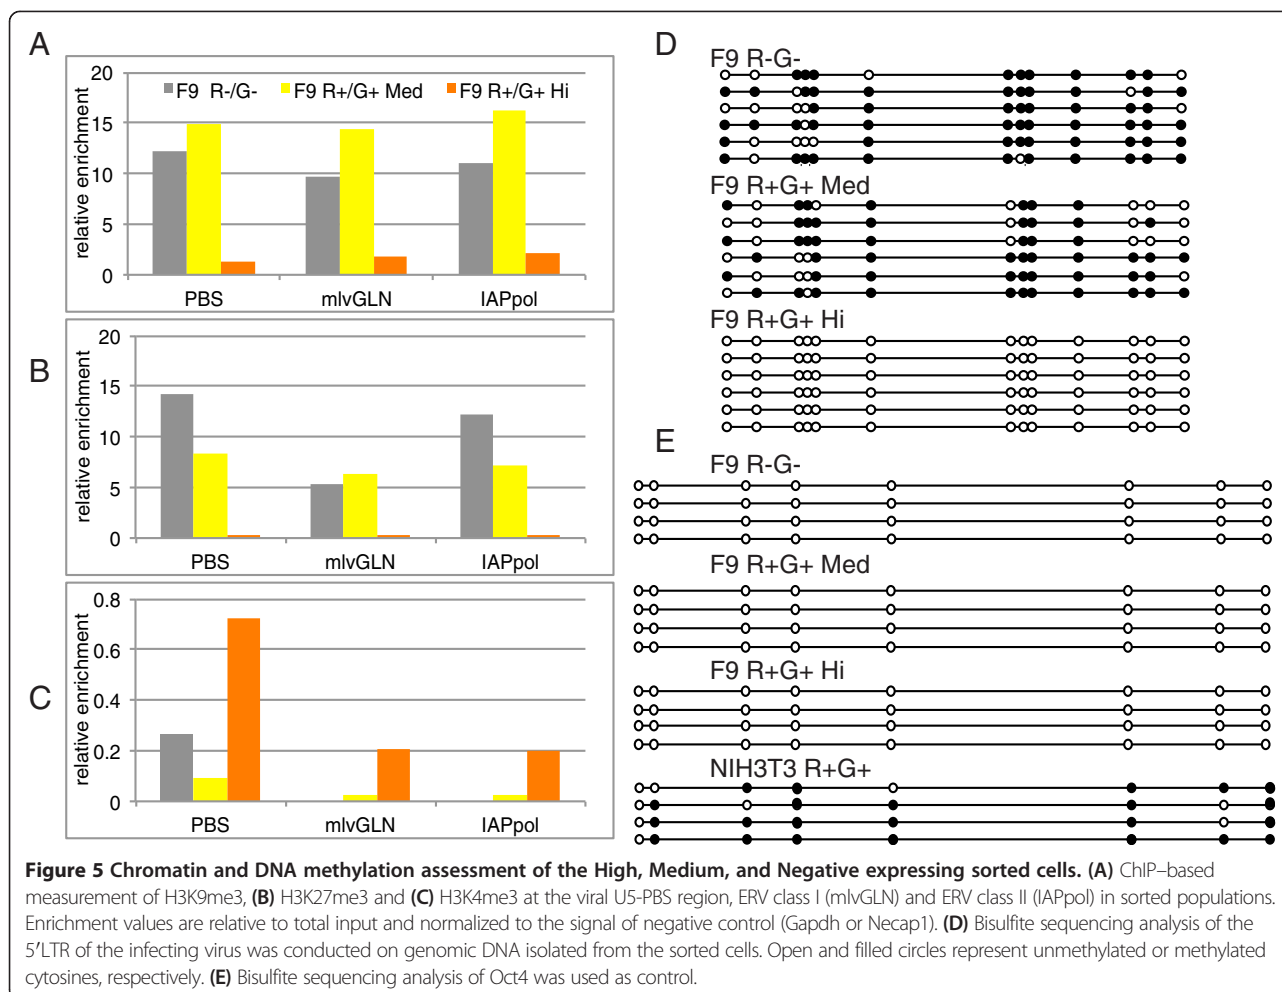 A
20
15
10
5
0
relative enrichment
F9 R-/G- F9 R+/G+ Med F9 R+/G+ Hi
PBS mlvGLN IAPpol
B
20
15
10
5
0
relative enrichment
PBS mlvGLN IAPpol
C
0.8
0.6
0.4
0.2
0
relative enrichment
PBS mlvGLN IAPpol
D
F9 R-G-
F9 R+G+ Med
F9 R+G+ Hi
E
F9 R-G-
F9 R+G+ Med
F9 R+G+ Hi
NIH3T3 R+G+
Figure 5 Chromatin and DNA methylation assessment of the High, Medium, and Negative expressing sorted cells. (A) ChIP–based
measurement of H3K9me3, (B) H3K27me3 and (C) H3K4me3 at the viral U5-PBS region, ERV class I (mlvGLN) and ERV class II (IAPpol) in sorted populations.
Enrichment values are relative to total input and normalized to the signal of negative control (Gapdh or Necap1). (D) Bisulfite sequencing analysis of the
5′LTR of the infecting virus was conducted on genomic DNA isolated from the sorted cells. Open and filled circles represent unmethylated or methylated
cytosines, respectively. (E) Bisulfite sequencing analysis of Oct4 was used as control.